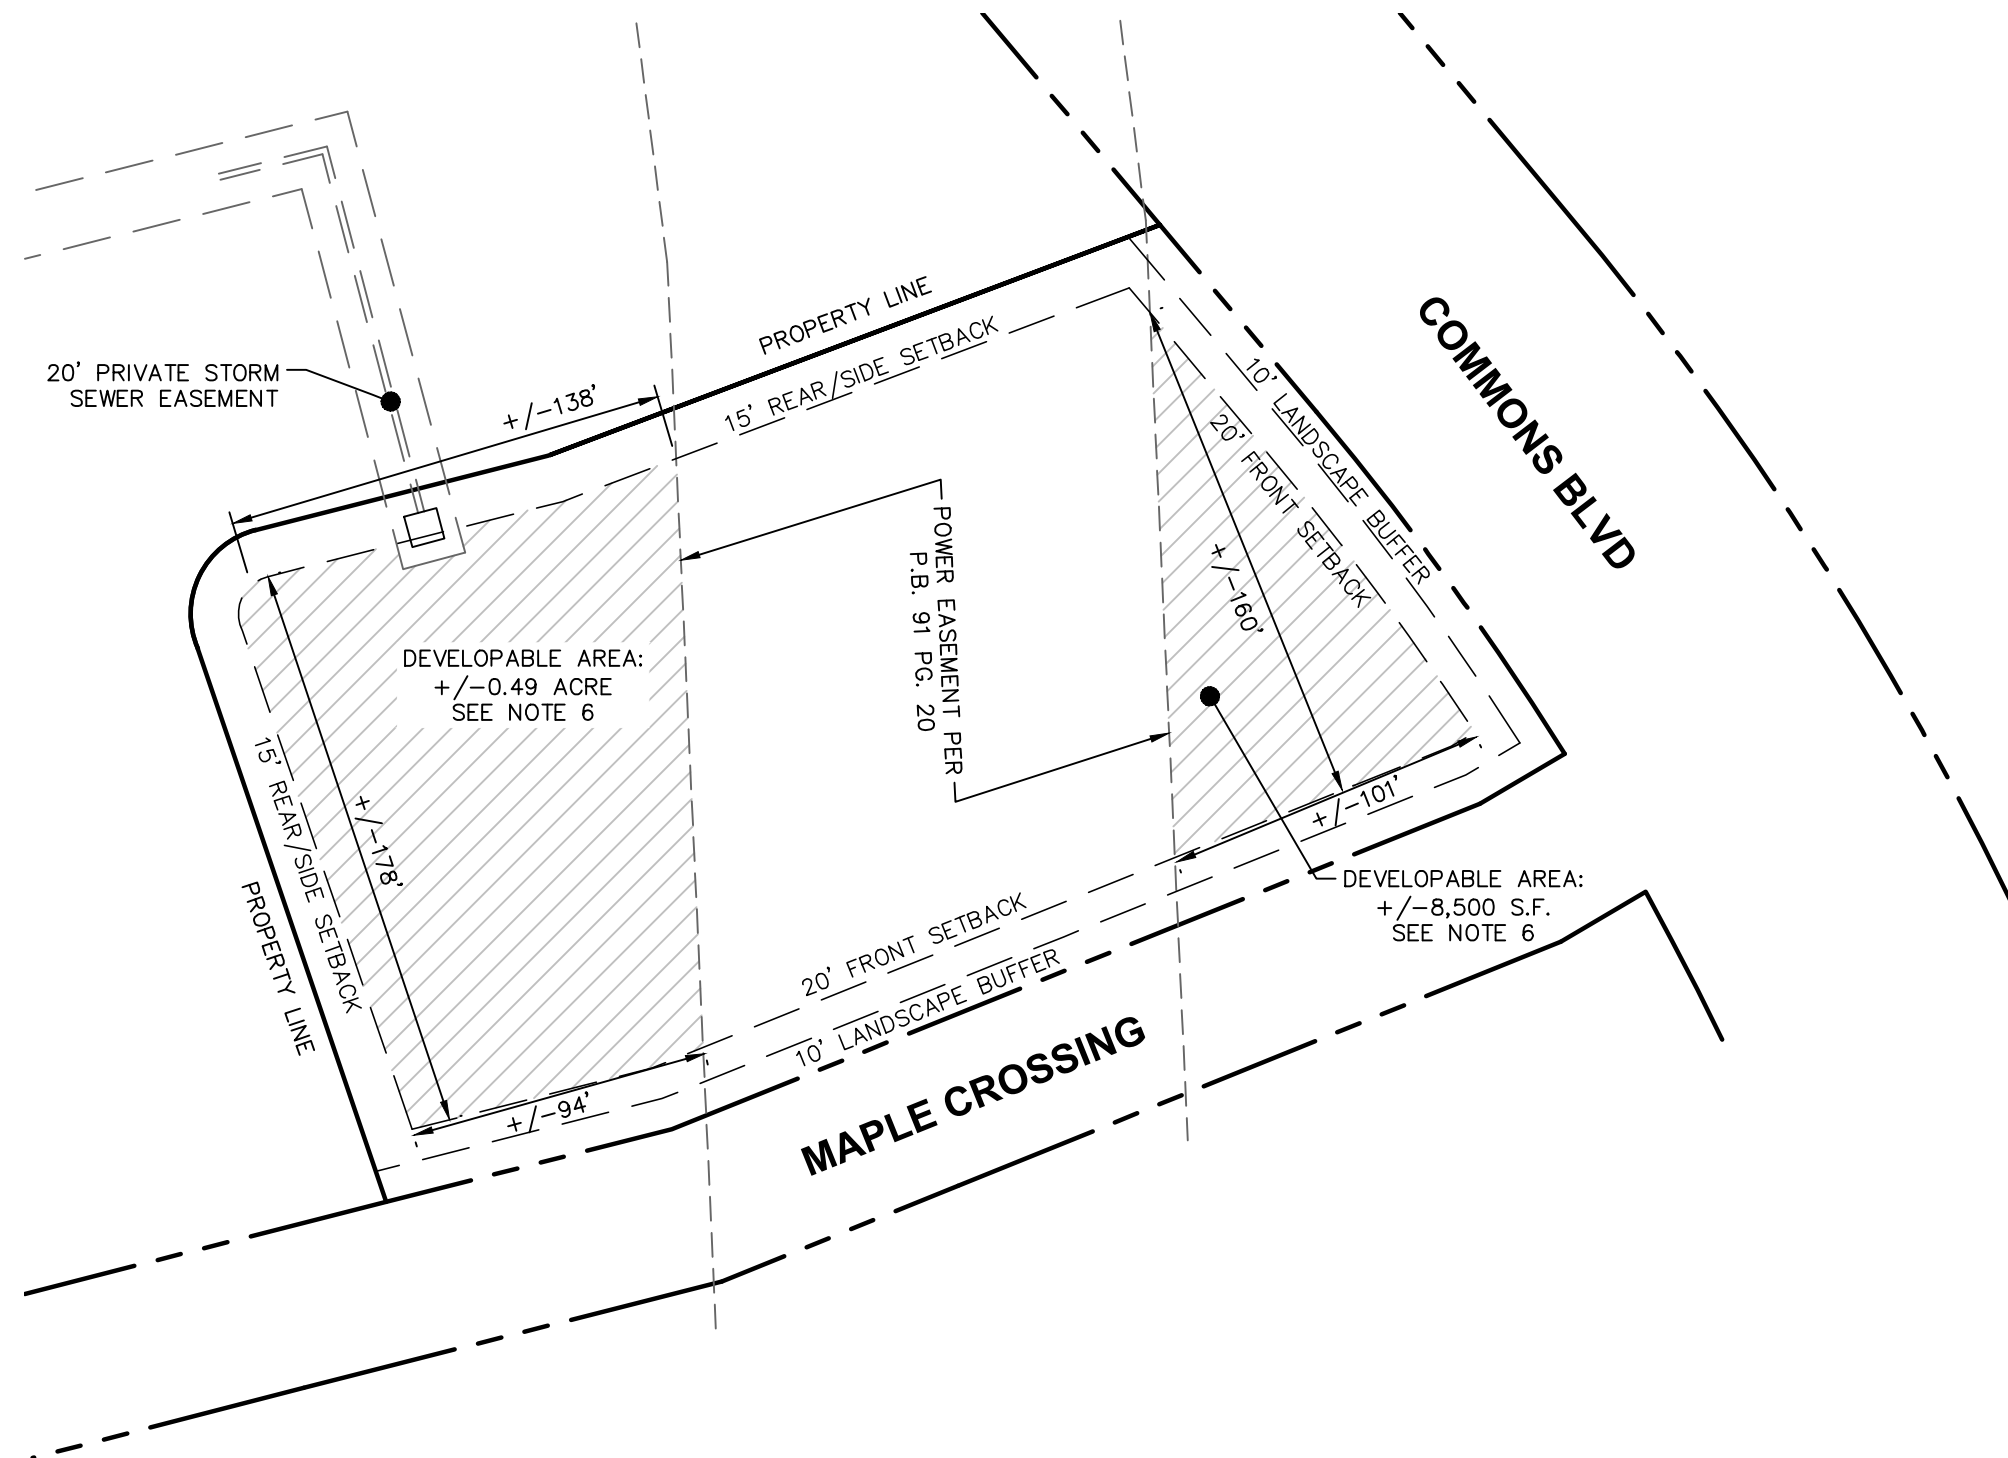 COMMONS BLVD
PROPERTY LINE
15' REAR/SIDE SETBACK
10' LANDSCAPE BUFFER
20' FRONT SETBACK
20' PRIVATE STORM
SEWER EASEMENT
+/-138'
POWER EASEMENT PER
P.B. 91 PG. 20
+/-160'
DEVELOPABLE AREA:
+/-0.49 ACRE
SEE NOTE 6
15' REAR/SIDE SETBACK
+/-178'
PROPERTY LINE
+/-101'
DEVELOPABLE AREA:
+/-8,500 S.F.
SEE NOTE 6
20' FRONT SETBACK
10' LANDSCAPE BUFFER
+/-94'
MAPLE CROSSING